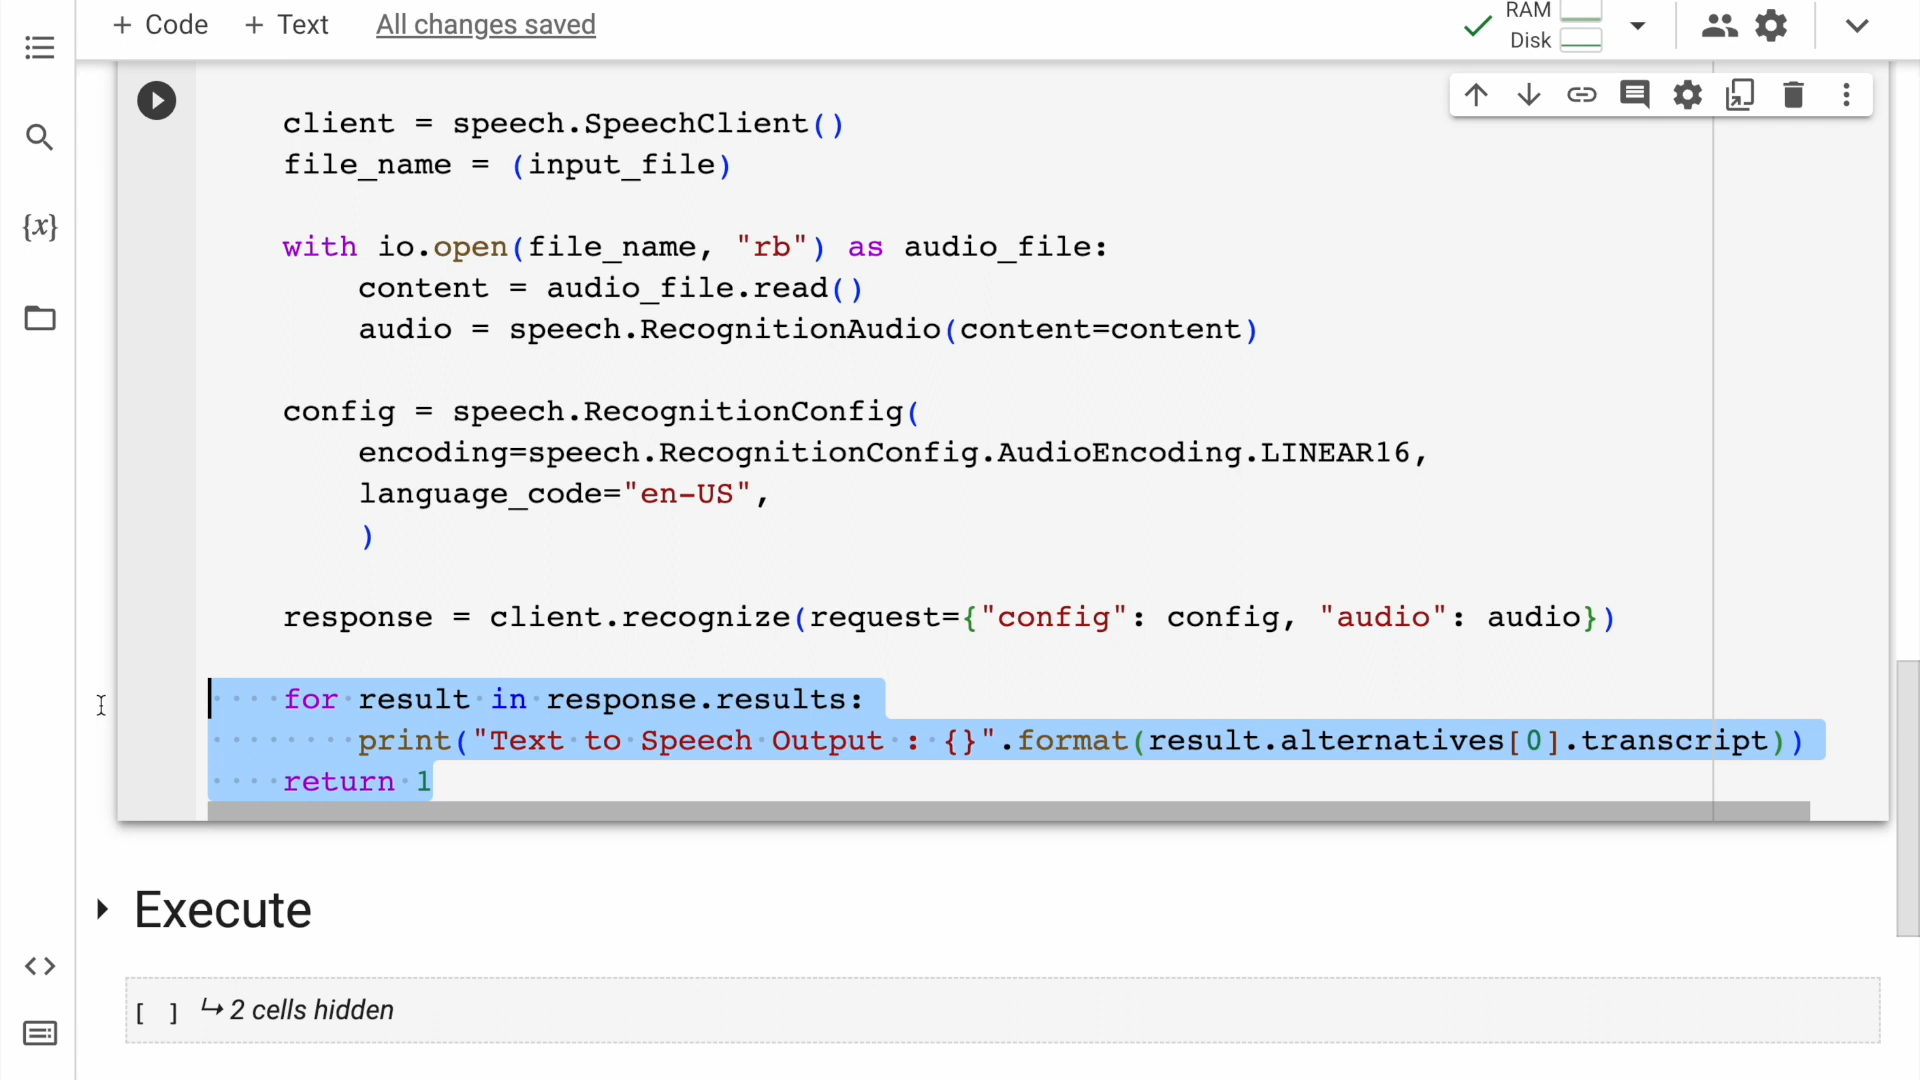 + Code + Text All changes saved
RAM
Disk
{x}
client = speech.SpeechClient()
file_name = (input_file)
with io.open(file_name, "rb") as audio_file:
content = audio_file.read()
audio = speech.RecognitionAudio(content=content)
config = speech.RecognitionConfig(
encoding=speech.RecognitionConfig.AudioEncoding.LINEAR16,
language_code="en-US",
)
response = client.recognize(request={"config": config, "audio": audio})
for result in response.results:
print("Text to Speech Output : {}".format(result.alternatives[0].transcript))
return 1
Execute
[ ] ↳ 2 cells hidden